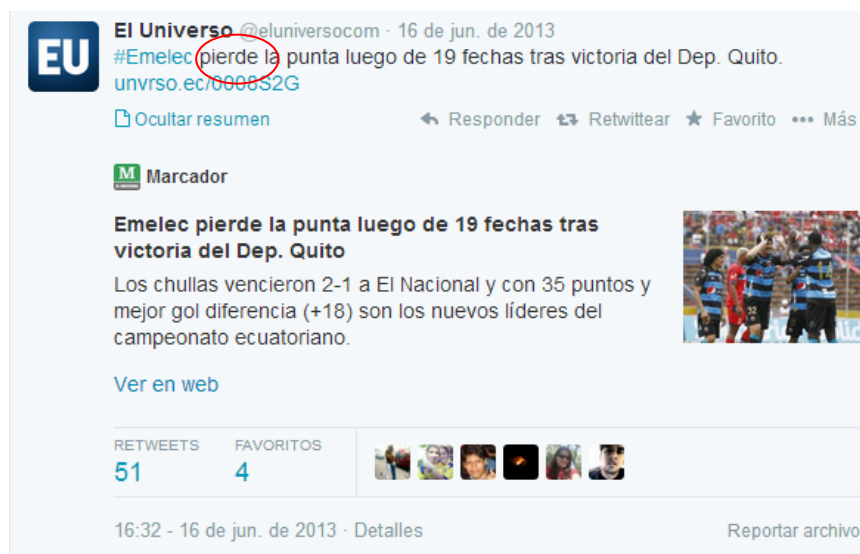 EU
El Universo @eluniversocom · 16 de jun. de 2013
#Emelec pierde la punta luego de 19 fechas tras victoria del Dep. Quito.
unvrso.ec/0008S2G
Ocultar resumen Responder Retwittear Favorito Más
M Marcador
Emelec pierde la punta luego de 19 fechas tras
victoria del Dep. Quito
Los chullas vencieron 2-1 a El Nacional y con 35 puntos y
mejor gol diferencia (+18) son los nuevos líderes del
campeonato ecuatoriano.
Ver en web
RETWEETS FAVORITOS
51 4
16:32 - 16 de jun. de 2013 · Detalles Reportar archivo